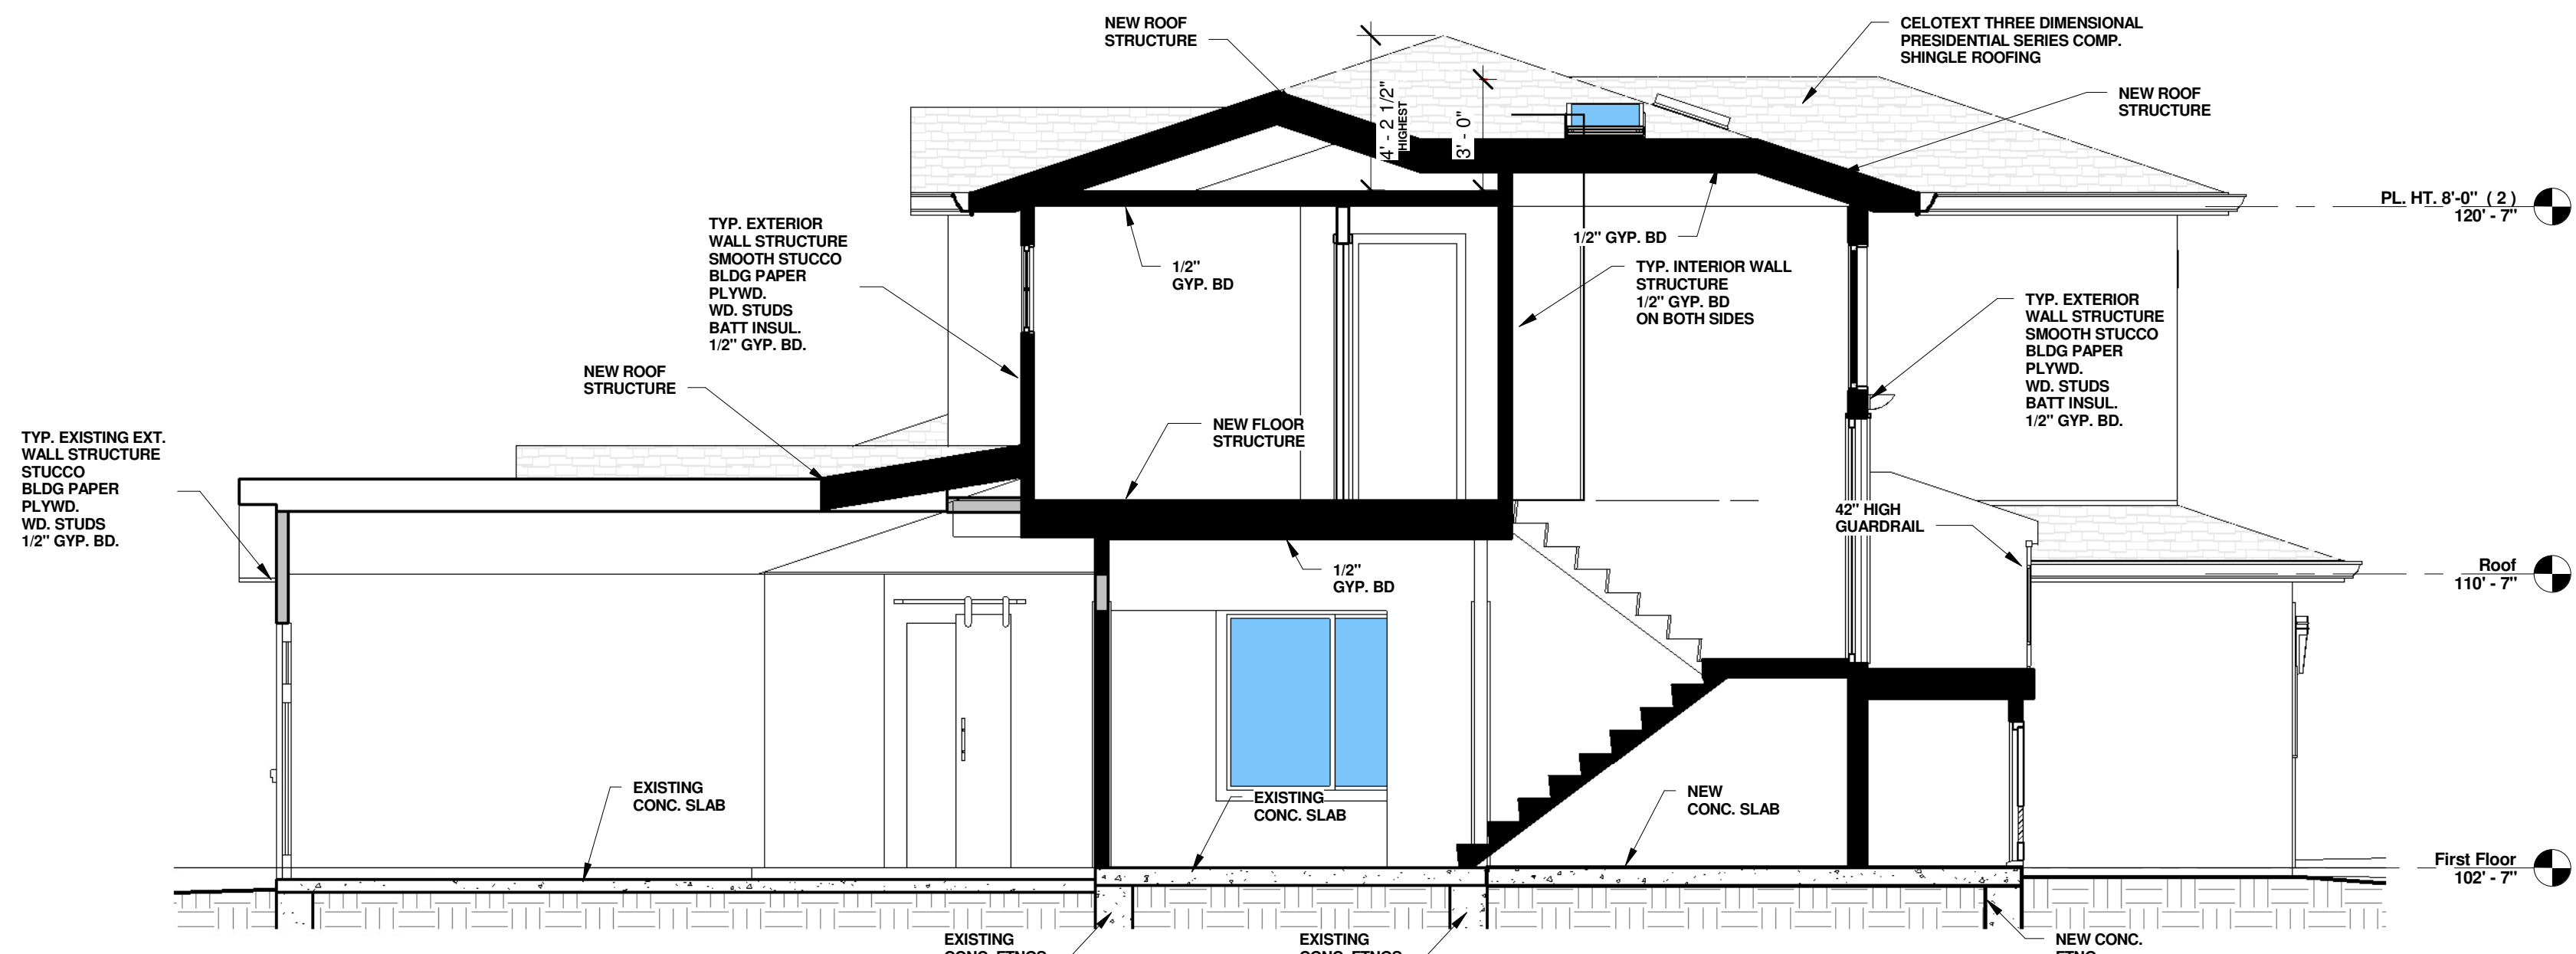 NEW ROOF
STRUCTURE
CELOTEXT THREE DIMENSIONAL
PRESIDENTIAL SERIES COMP.
SHINGLE ROOFING
NEW ROOF
STRUCTURE
4' - 2 1/2"
HIGHEST
3' - 0"
PL. HT. 8'-0" ( 2 )
120' - 7"
TYP. EXTERIOR
WALL STRUCTURE
SMOOTH STUCCO
BLDG PAPER
PLYWD.
WD. STUDS
BATT INSUL.
1/2" GYP. BD.
1/2"
GYP. BD
1/2" GYP. BD
TYP. INTERIOR WALL
STRUCTURE
1/2" GYP. BD
ON BOTH SIDES
TYP. EXTERIOR
WALL STRUCTURE
SMOOTH STUCCO
BLDG PAPER
PLYWD.
WD. STUDS
BATT INSUL.
1/2" GYP. BD.
NEW ROOF
STRUCTURE
NEW FLOOR
STRUCTURE
TYP. EXISTING EXT.
WALL STRUCTURE
STUCCO
BLDG PAPER
PLYWD.
WD. STUDS
1/2" GYP. BD.
42" HIGH
GUARDRAIL
1/2"
GYP. BD
Roof
110' - 7"
EXISTING
CONC. SLAB
EXISTING
CONC. SLAB
NEW
CONC. SLAB
First Floor
102' - 7"
EXISTING
CONC. FTNGS
EXISTING
CONC. FTNGS
NEW CONC.
FTNG